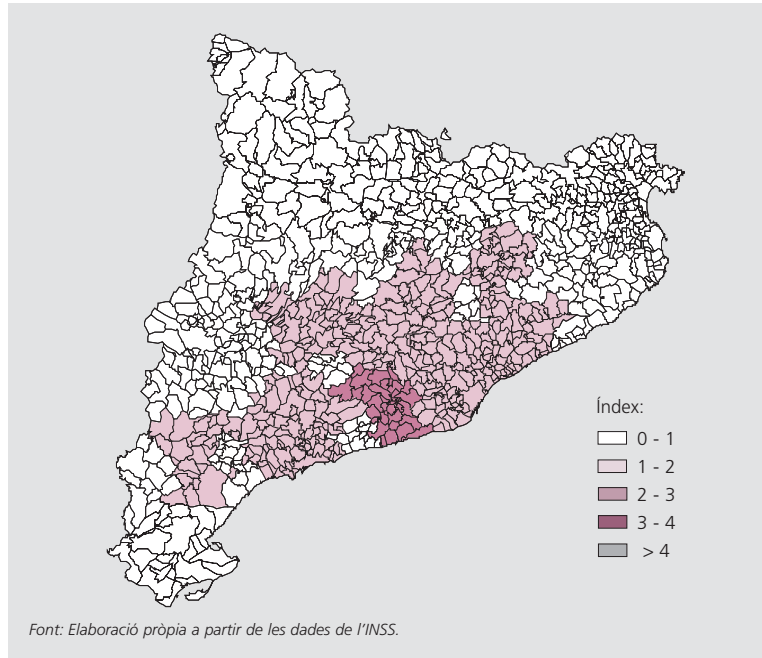 Índex:
0 - 1
1 - 2
2 - 3
3 - 4
> 4
Font: Elaboració pròpia a partir de les dades de l'INSS.